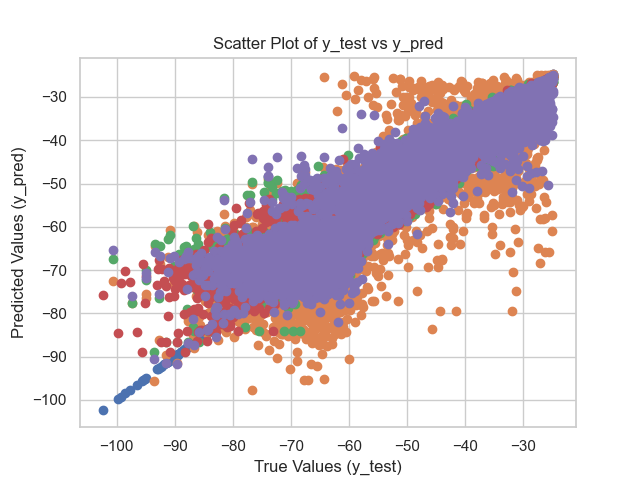 Scatter Plot of y_test vs y_pred
Predicted Values (y_pred)
−30
−40
−50
−60
−70
−80
−90
−100
−100 −90 −80 −70 −60 −50 −40 −30
True Values (y_test)